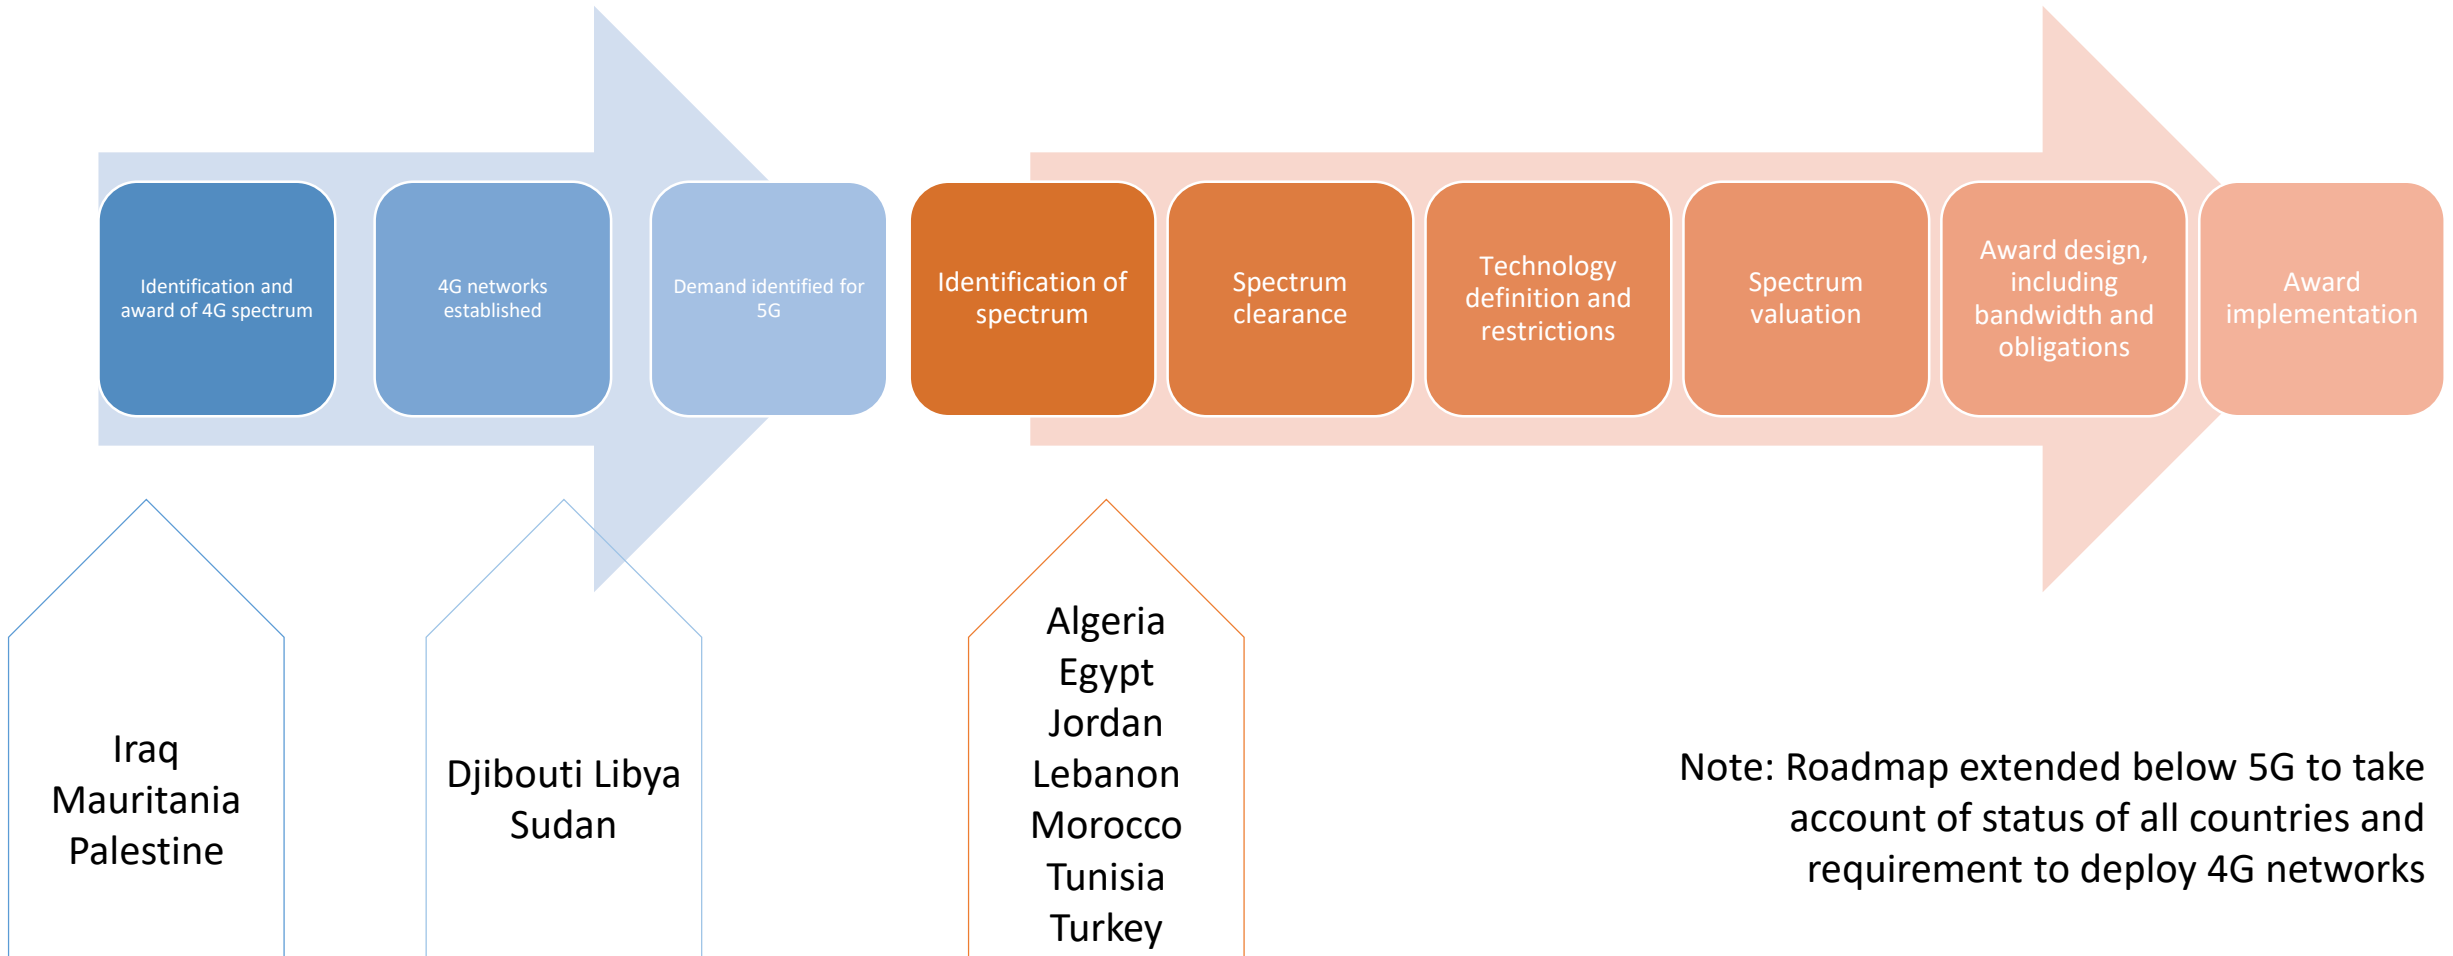 Identification and
award of 4G spectrum
4G networks
established
Demand identified for
5G
Identification of
spectrum
Spectrum
clearance
Technology
definition and
restrictions
Spectrum
valuation
Award design,
including
bandwidth and
obligations
Award
implementation
Iraq
Mauritania
Palestine
Djibouti Libya
Sudan
Algeria
Egypt
Jordan
Lebanon
Morocco
Tunisia
Turkey
Note: Roadmap extended below 5G to take
account of status of all countries and
requirement to deploy 4G networks